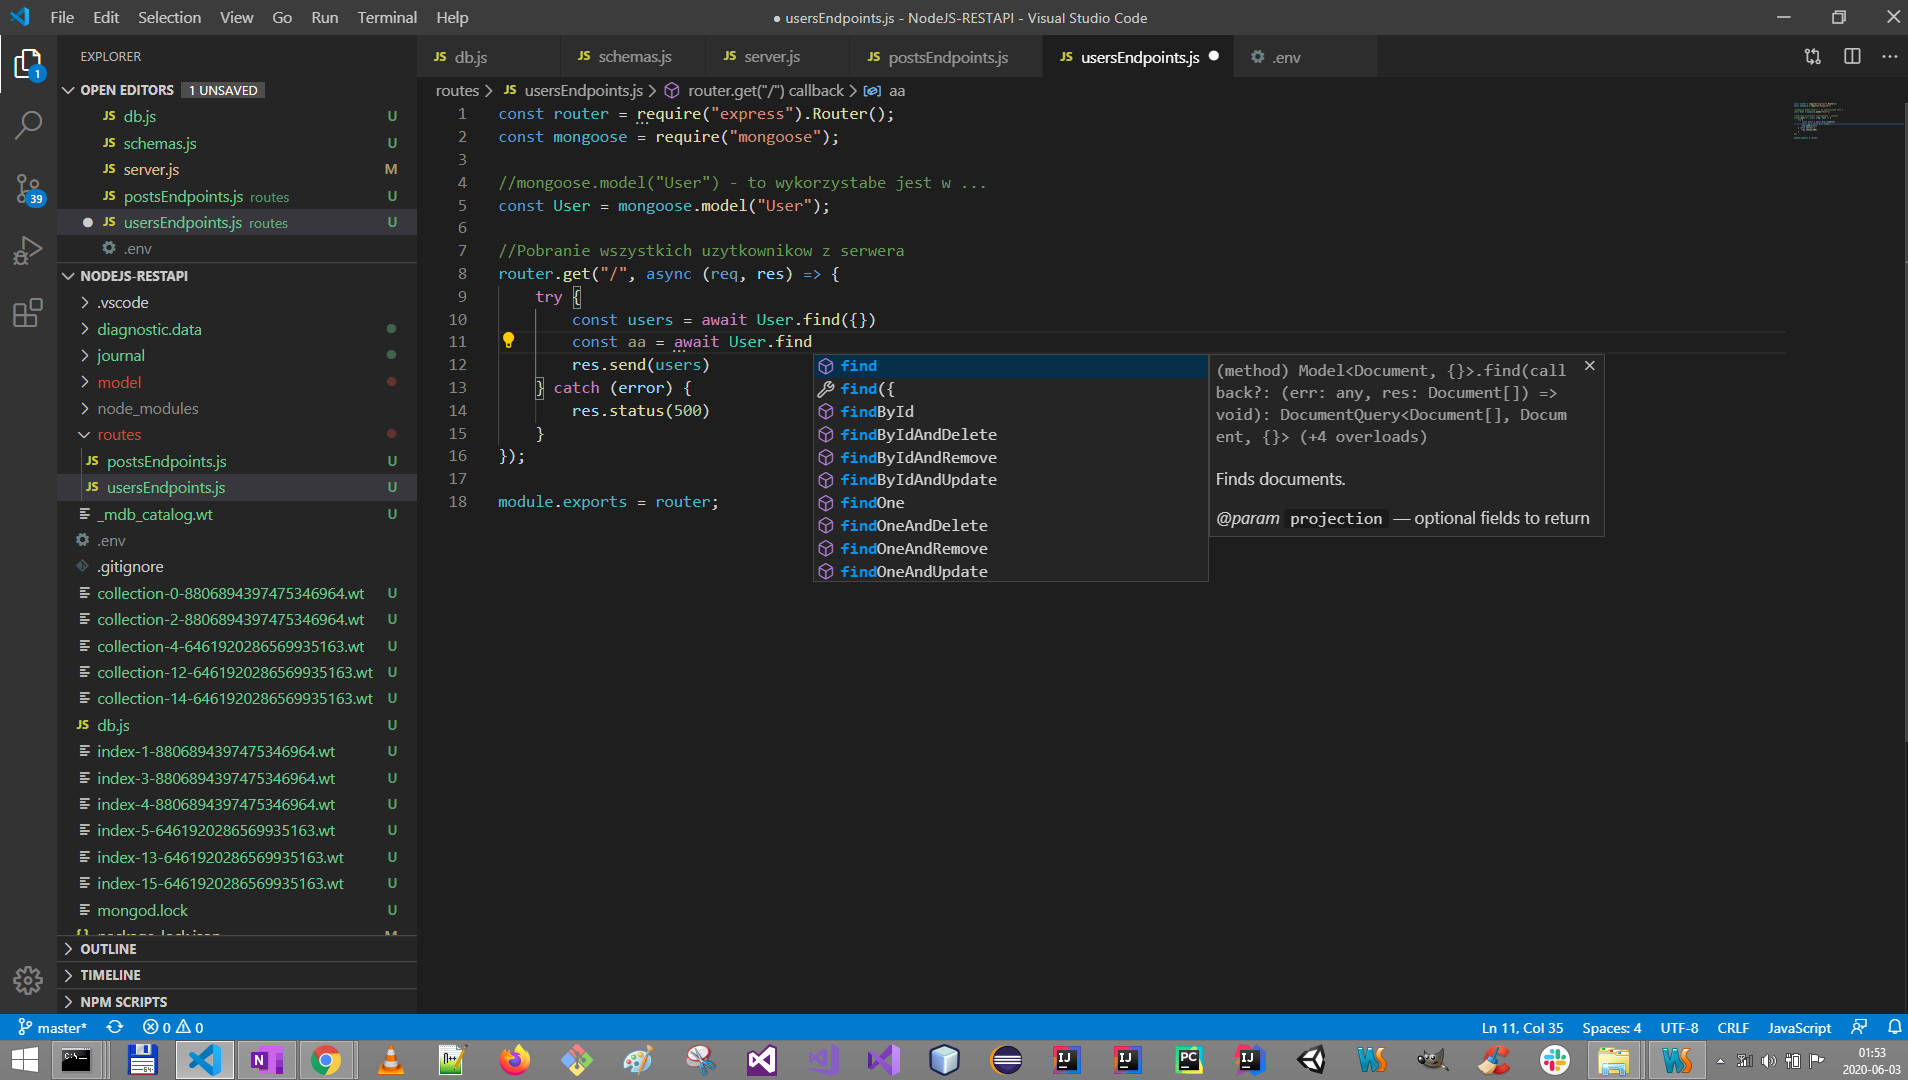 File Edit Selection View Go Run Terminal Help
● usersEndpoints.js - NodeJS-RESTAPI - Visual Studio Code
EXPLORER
OPEN EDITORS 1 UNSAVED
JS db.js U
JS schemas.js U
JS server.js M
JS postsEndpoints.js routes U
● JS usersEndpoints.js routes U
.env
NODEJS-RESTAPI
.vscode
diagnostic.data
journal
model
node_modules
routes
JS postsEndpoints.js U
JS usersEndpoints.js U
_mdb_catalog.wt U
.env
.gitignore
collection-0-8806894397475346964.wt U
collection-2-8806894397475346964.wt U
collection-4-6461920286569935163.wt U
collection-12-6461920286569935163.wt U
collection-14-6461920286569935163.wt U
JS db.js U
index-1-8806894397475346964.wt U
index-3-8806894397475346964.wt U
index-4-8806894397475346964.wt U
index-5-6461920286569935163.wt U
index-13-6461920286569935163.wt U
index-15-6461920286569935163.wt U
mongod.lock U
OUTLINE
TIMELINE
NPM SCRIPTS
1
39
JS db.js JS schemas.js JS server.js JS postsEndpoints.js JS usersEndpoints.js ● .env
routes > JS usersEndpoints.js > router.get("/") callback > aa
1 const router = require("express").Router();
2 const mongoose = require("mongoose");
3
4 //mongoose.model("User") - to wykorzystabe jest w ...
5 const User = mongoose.model("User");
6
7 //Pobranie wszystkich uzytkownikow z serwera
8 router.get("/", async (req, res) => {
9 try {
10 const users = await User.find({})
11 const aa = await User.find
12 res.send(users)
13 } catch (error) {
14 res.status(500)
15 }
16 });
17
18 module.exports = router;
find
find({
findById
findByIdAndDelete
findByIdAndRemove
findByIdAndUpdate
findOne
findOneAndDelete
findOneAndRemove
findOneAndUpdate
(method) Model<Document, {}>.find(call
back?: (err: any, res: Document[]) =>
void): DocumentQuery<Document[], Docum
ent, {}> (+4 overloads)
Finds documents.
@param projection — optional fields to return
master* 0 0
Ln 11, Col 35 Spaces: 4 UTF-8 CRLF JavaScript
01:53
2020-06-03